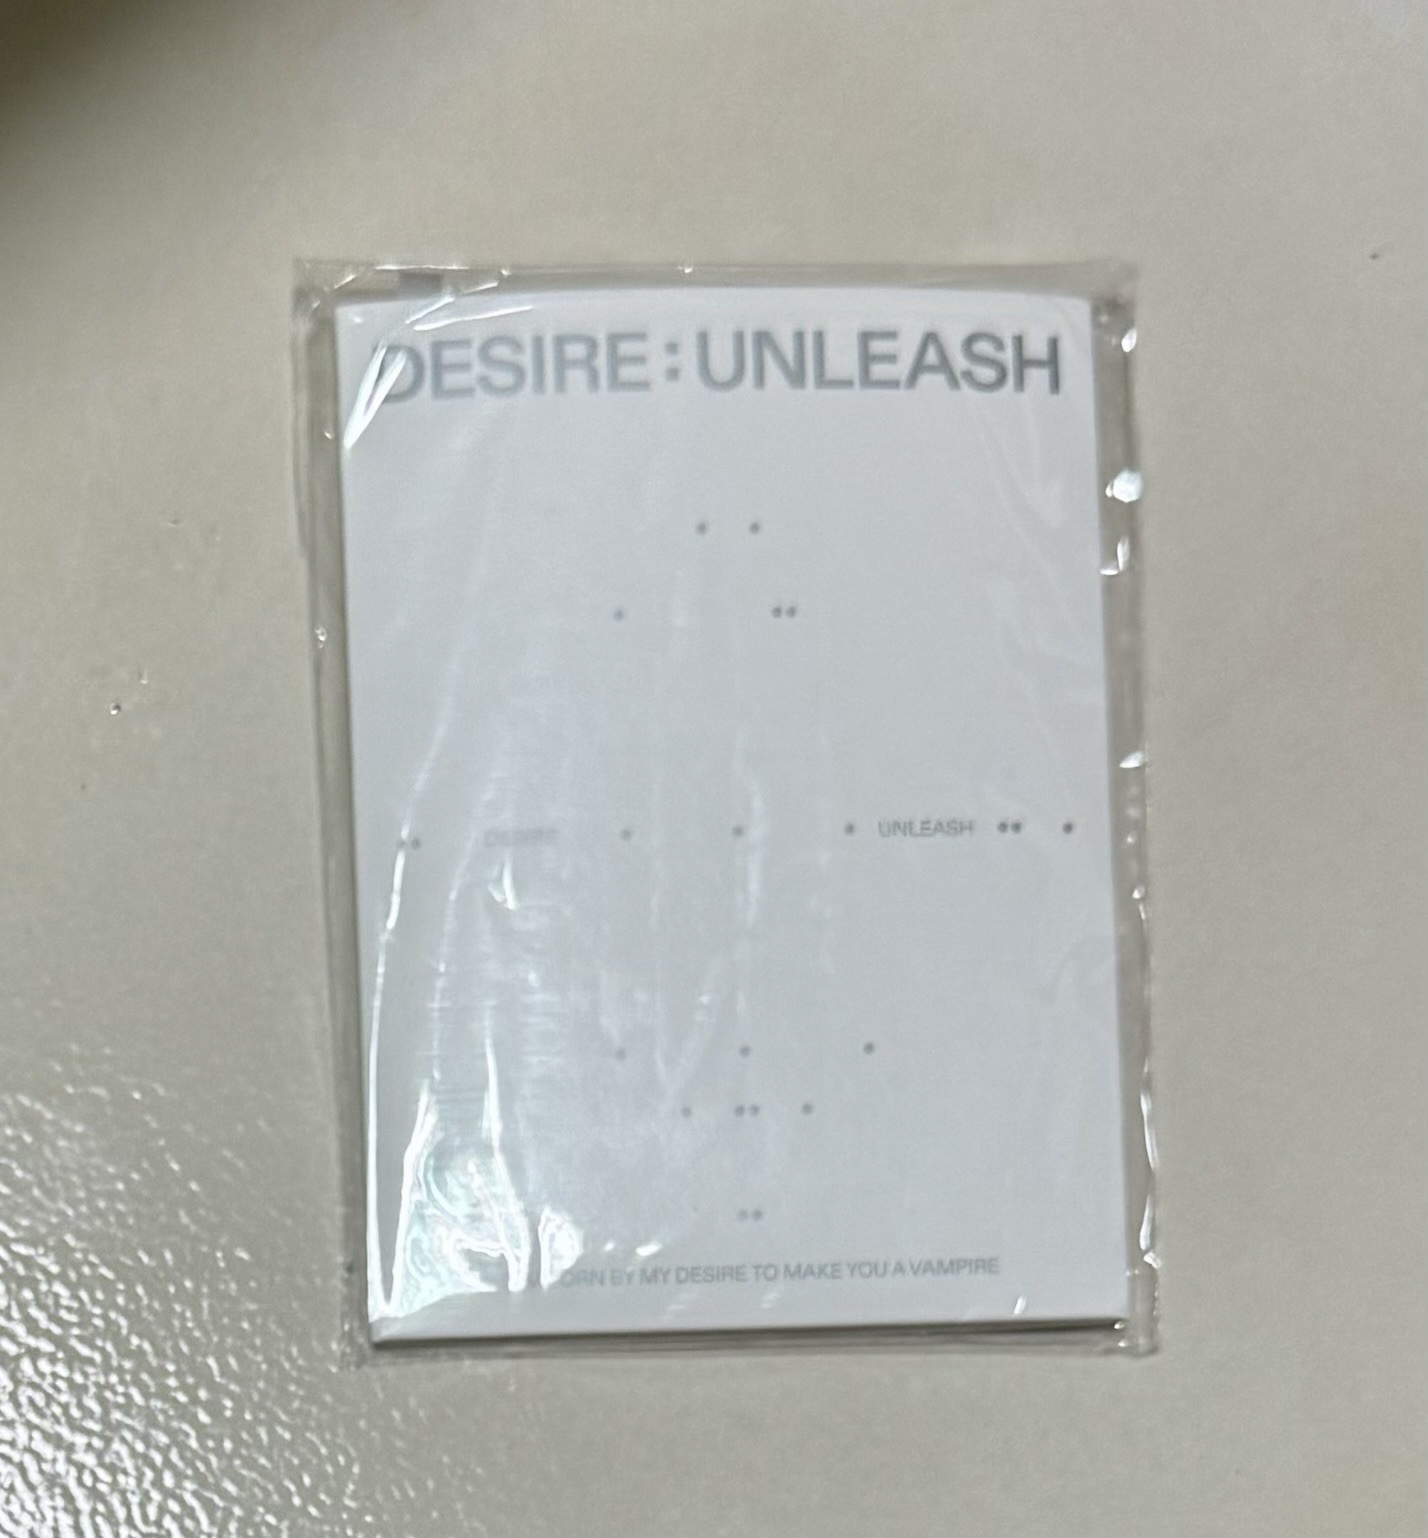 DESIRE : UNLEASH
DESIRE UNLEASH
BY MY DESIRE TO MAKE YOU A VAMPIRE